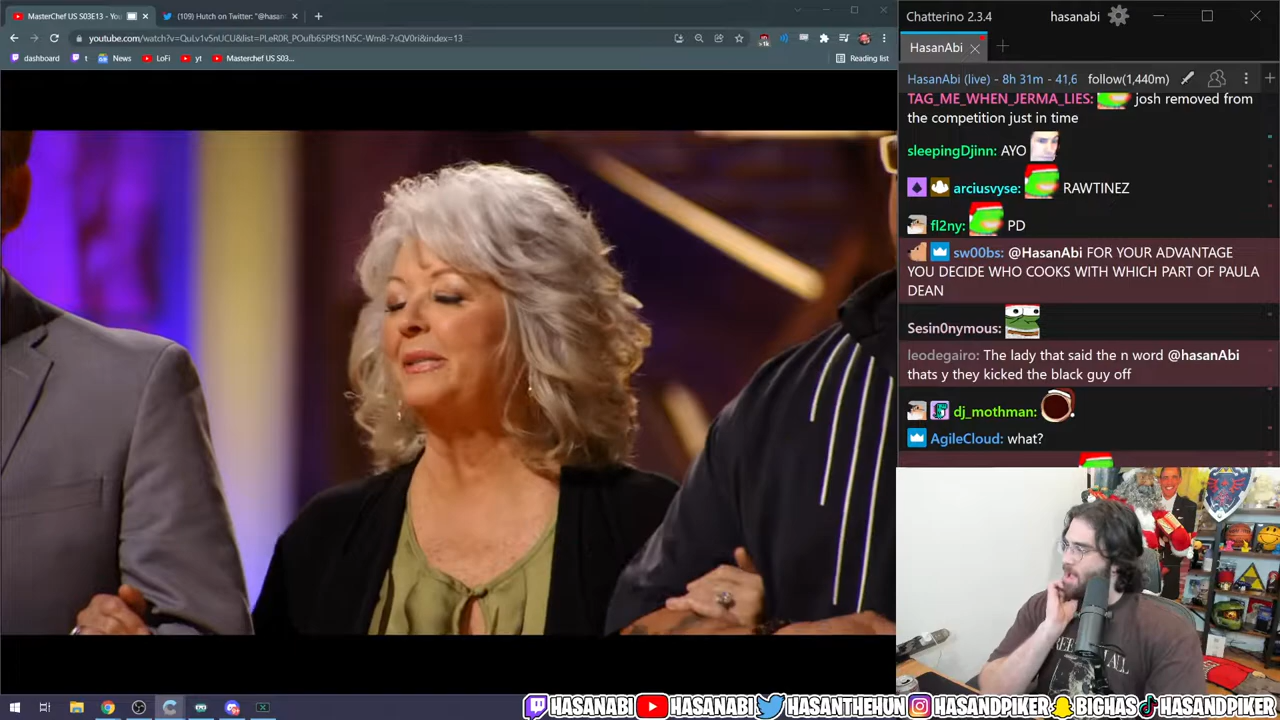 MasterChef US S03E13 - You
(109) Hutch on Twitter: "@hasan
youtube.com/watch?v=QuLv1v5nUCU&list=PLeR0R_POufb65PfSt1N5C-Wm8-7sQV0ri&index=13
dashboard
t
News
LoFi
yt
Masterchef US S03...
Reading list
Chatterino 2.3.4
hasanabi
HasanAbi
HasanAbi (live) - 8h 31m - 41,6
follow(1,440m)
TAG_ME_WHEN_JERMA_LIES: josh removed from
the competition just in time
sleepingDjinn: AYO
arciusvyse: RAWTINEZ
fl2ny: PD
sw00bs: @HasanAbi FOR YOUR ADVANTAGE
YOU DECIDE WHO COOKS WITH WHICH PART OF PAULA
DEAN
Sesin0nymous:
leodegairo: The lady that said the n word @hasanAbi
thats y they kicked the black guy off
dj_mothman:
AgileCloud: what?
HASANABI HASANABI HASANTHEHUN HASANDPIKER BIGHAS HASANDPIKER